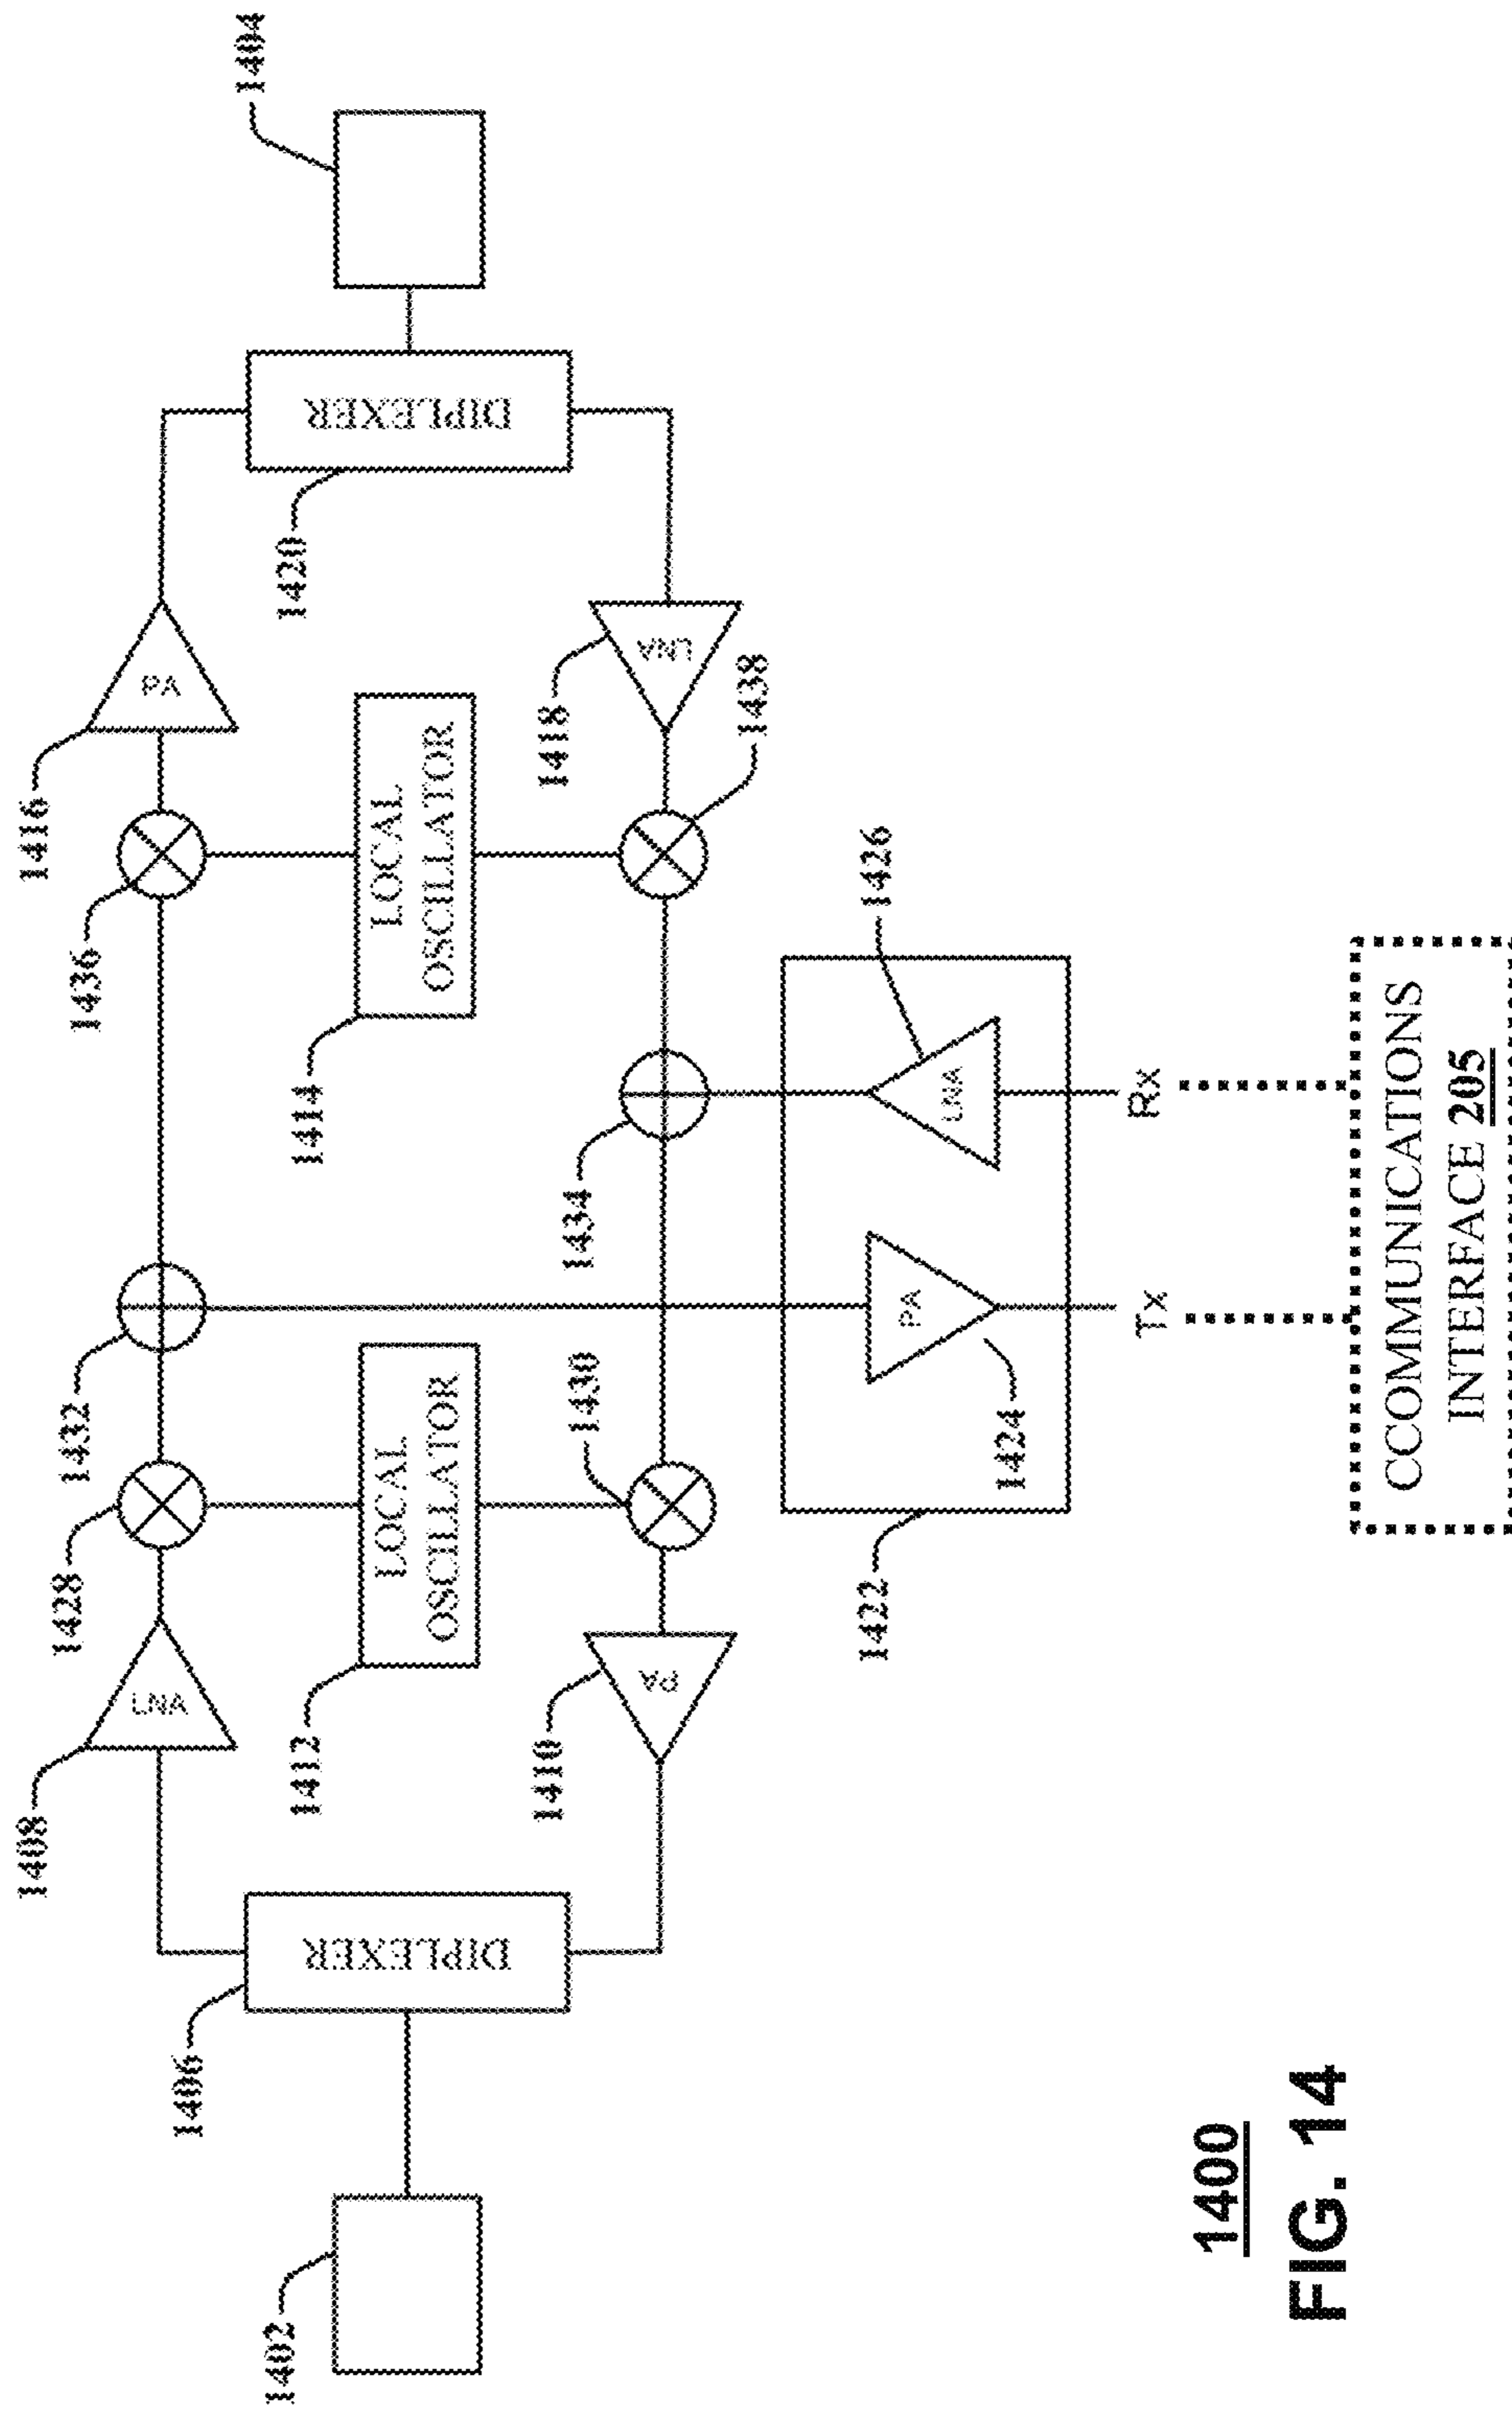 1404
DIPLEXER
1420
1416
PA
LNA
1418
1438
1436
LOCAL
OSCILLATOR
1414
1426
LNA
Rx
1434
1432
PA
1424
Tx
1422
CCOMMUNICATIONS
INTERFACE 205
1428
LOCAL
OSCILLATOR
1412
1430
1408
LNA
PA
1410
DIPLEXER
1406
1402
1400
FIG. 14